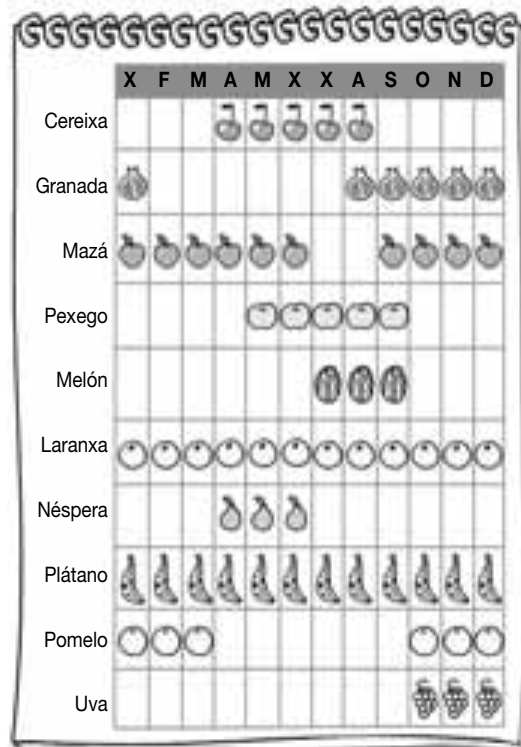 X F M A M X X A S O N D
Cereixa
Granada
Mazá
Pexego
Melón
Laranxa
Néspera
Plátano
Pomelo
Uva